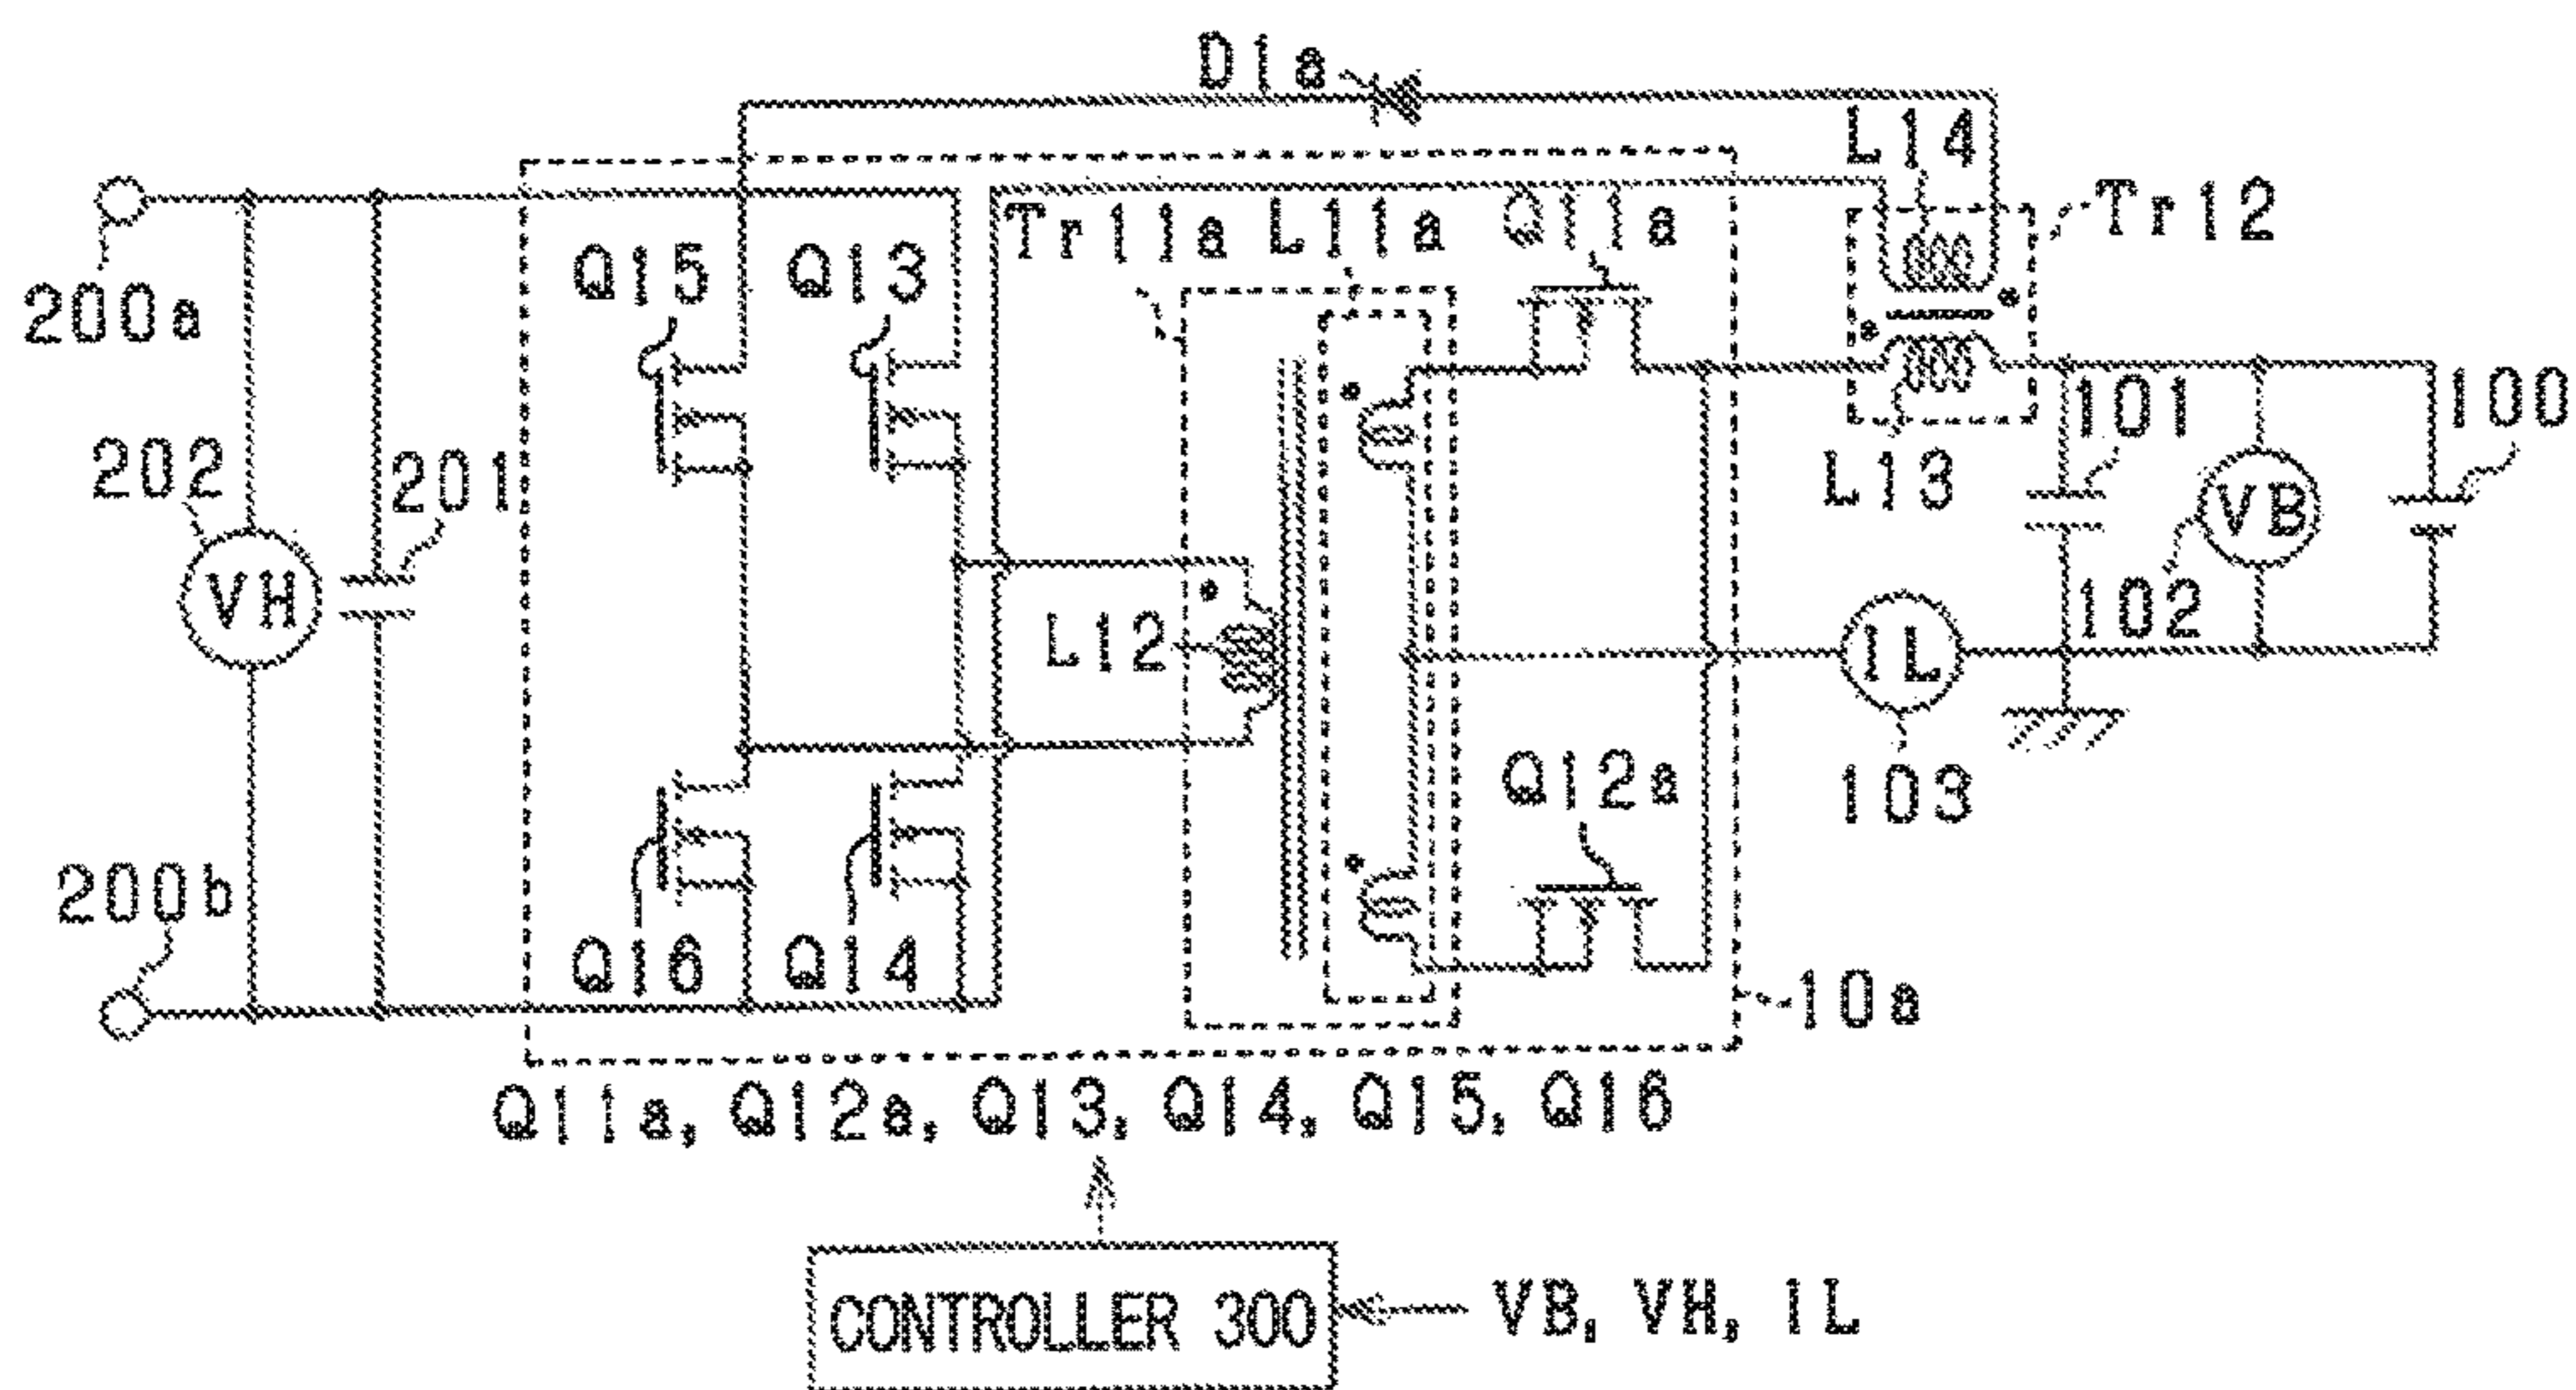 D1a
L14
Tr12
200a
Q15
Q13
Tr11a
L11a
Q11a
202
201
VH
L12
L13
101
100
VB
102
IL
103
Q12a
200b
Q16
Q14
10a
Q11a, Q12a, Q13, Q14, Q15, Q16
CONTROLLER 300
VB, VH, IL